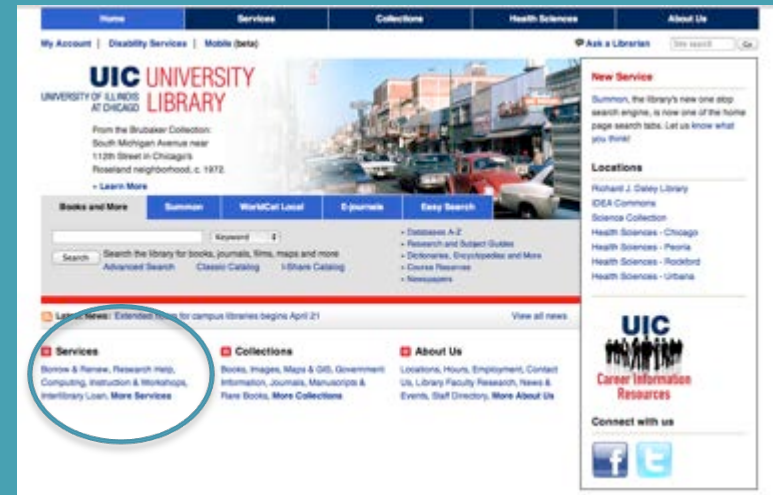 Home Services Collections Health Sciences About Us
My Account | Disability Services | Mobile (beta)
Ask a Librarian Site search Go
UIC UNIVERSITY
UNIVERSITY OF ILLINOIS
AT CHICAGO LIBRARY
From the Brubaker Collection:
South Michigan Avenue near
112th Street in Chicago's
Roseland neighborhood, c. 1972.
» Learn More
Books and More Summon WorldCat Local E-journals Easy Search
Keyword
Search Search the library for books, journals, films, maps and more
Advanced Search Classic Catalog I-Share Catalog
» Databases A-Z
» Research and Subject Guides
» Dictionaries, Encyclopedias and More
» Course Reserves
» Newspapers
Latest News: Extended hours for campus libraries begins April 21 View all news
Services
Borrow & Renew, Research Help,
Computing, Instruction & Workshops,
Interlibrary Loan, More Services
Collections
Books, Images, Maps & GIS, Government
Information, Journals, Manuscripts &
Rare Books, More Collections
About Us
Locations, Hours, Employment, Contact
Us, Library Faculty Research, News &
Events, Staff Directory, More About Us
New Service
Summon, the library's new one stop
search engine, is now one of the home
page search tabs. Let us know what
you think!
Locations
Richard J. Daley Library
IDEA Commons
Science Collection
Health Sciences - Chicago
Health Sciences - Peoria
Health Sciences - Rockford
Health Sciences - Urbana
UIC
Career Information
Resources
Connect with us
f t